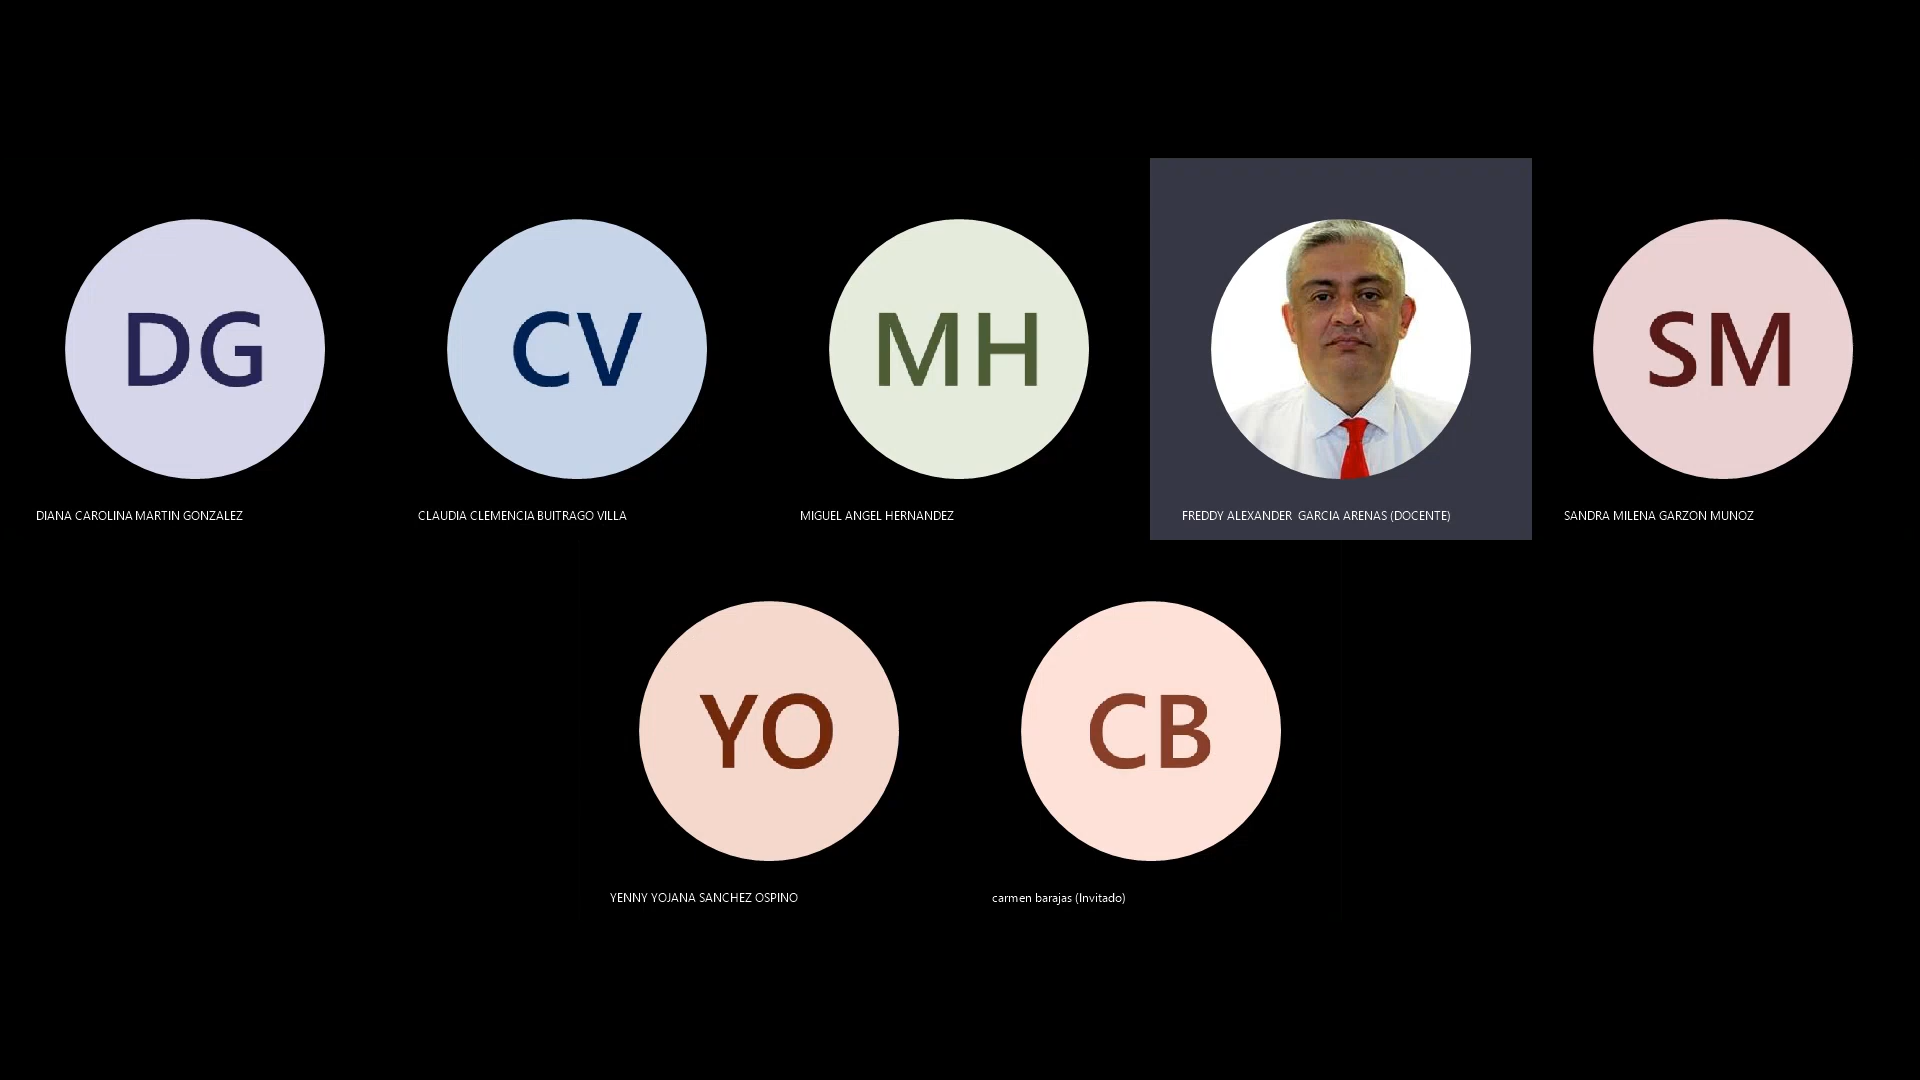 DG
CV
MH
SM
DIANA CAROLINA MARTIN GONZALEZ
CLAUDIA CLEMENCIA BUITRAGO VILLA
MIGUEL ANGEL HERNANDEZ
FREDDY ALEXANDER GARCIA ARENAS (DOCENTE)
SANDRA MILENA GARZON MUNOZ
YO
CB
YENNY YOJANA SANCHEZ OSPINO
carmen barajas (Invitado)